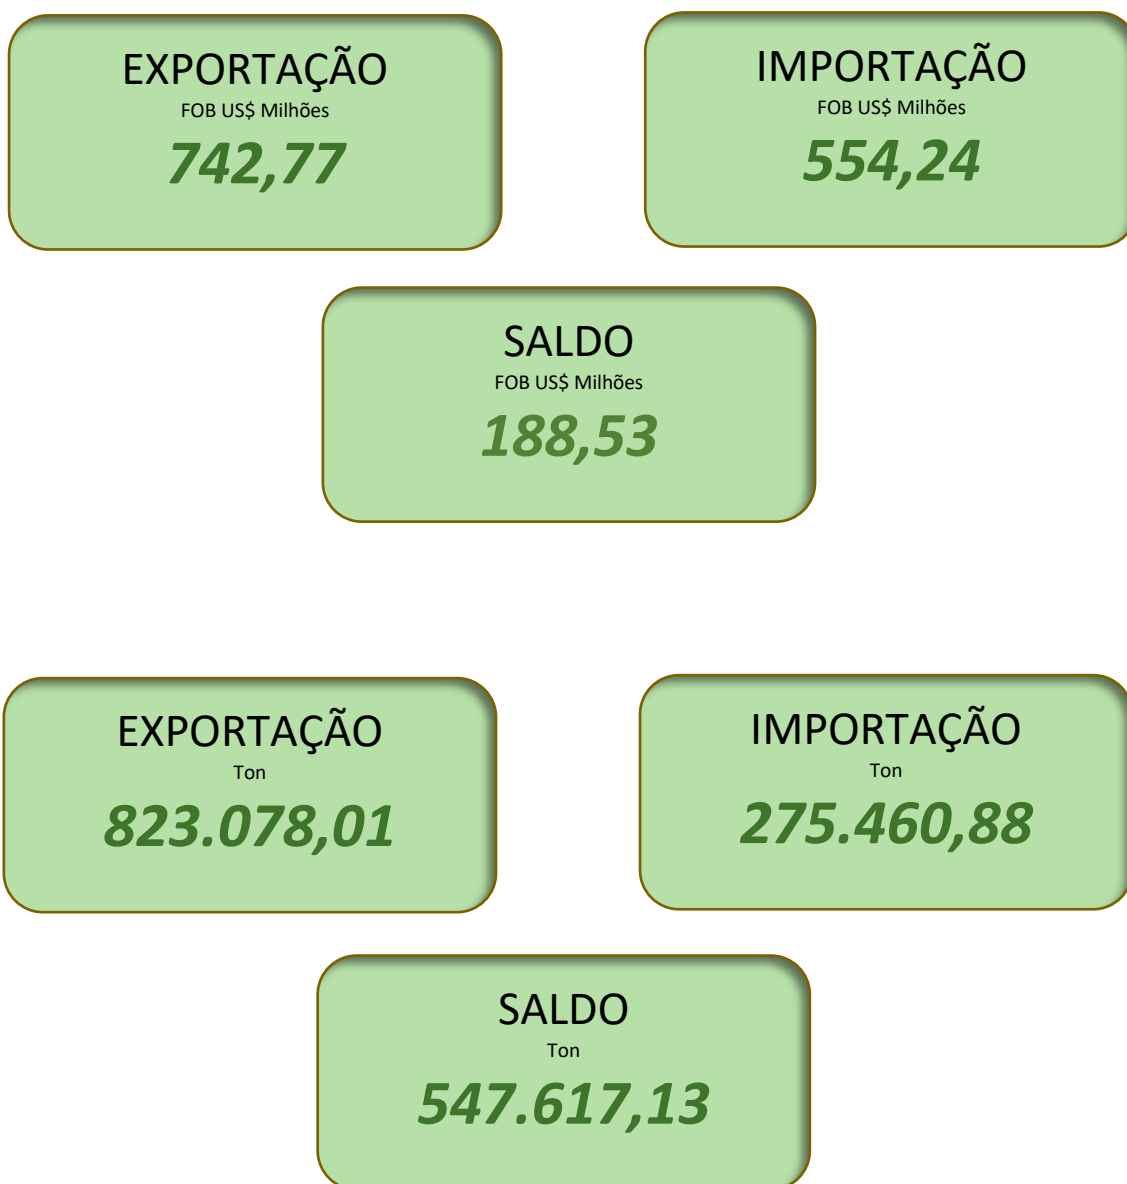 EXPORTAÇÃO
FOB US$ Milhões
742,77
IMPORTAÇÃO
FOB US$ Milhões
554,24
SALDO
FOB US$ Milhões
188,53
EXPORTAÇÃO
Ton
823.078,01
IMPORTAÇÃO
Ton
275.460,88
SALDO
Ton
547.617,13